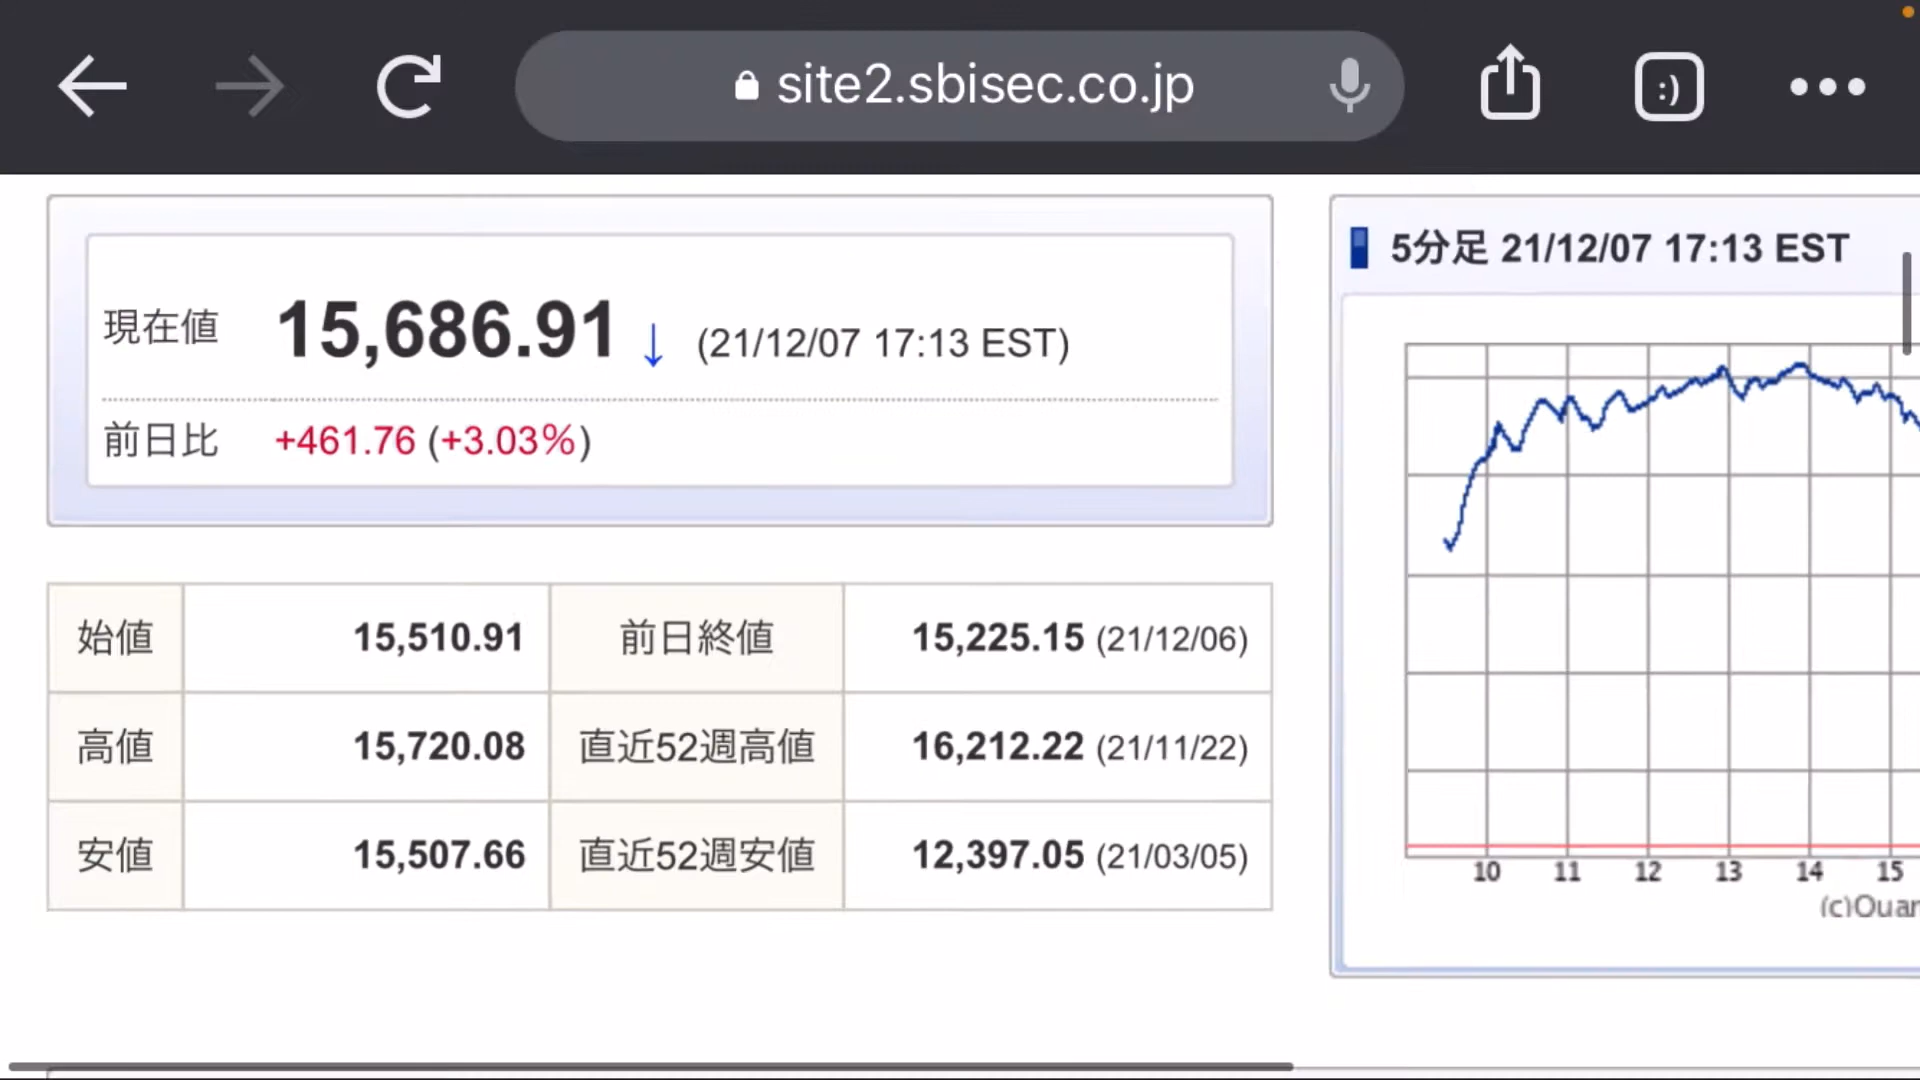 site2.sbisec.co.jp
:)
現在値 15,686.91 ↓ (21/12/07 17:13 EST)
前日比 +461.76 (+3.03%)
始値 15,510.91 前日終値 15,225.15 (21/12/06)
高値 15,720.08 直近52週高値 16,212.22 (21/11/22)
安値 15,507.66 直近52週安値 12,397.05 (21/03/05)
5分足 21/12/07 17:13 EST
10 11 12 13 14 15